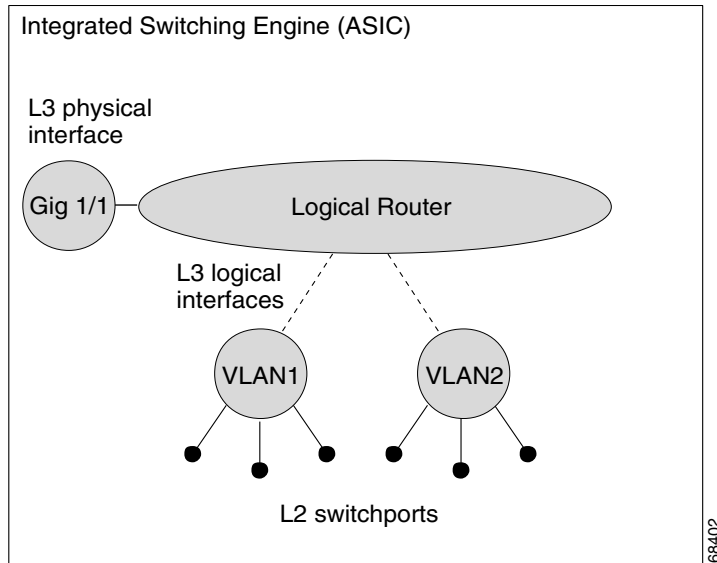 Integrated Switching Engine (ASIC)
L3 physical
interface
Gig 1/1
Logical Router
L3 logical
interfaces
VLAN1
VLAN2
L2 switchports
68402